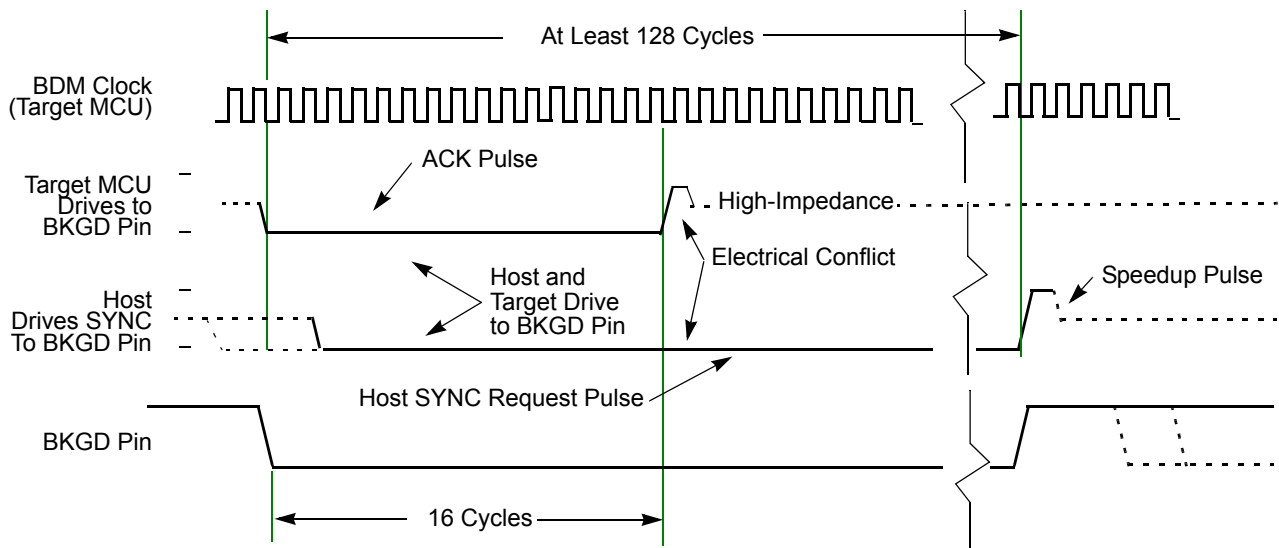 At Least 128 Cycles
BDM Clock
(Target MCU)
ACK Pulse
Target MCU
Drives to
BKGD Pin
High-Impedance
Electrical Conflict
Host and
Target Drive
to BKGD Pin
Speedup Pulse
Host
Drives SYNC
To BKGD Pin
Host SYNC Request Pulse
BKGD Pin
16 Cycles